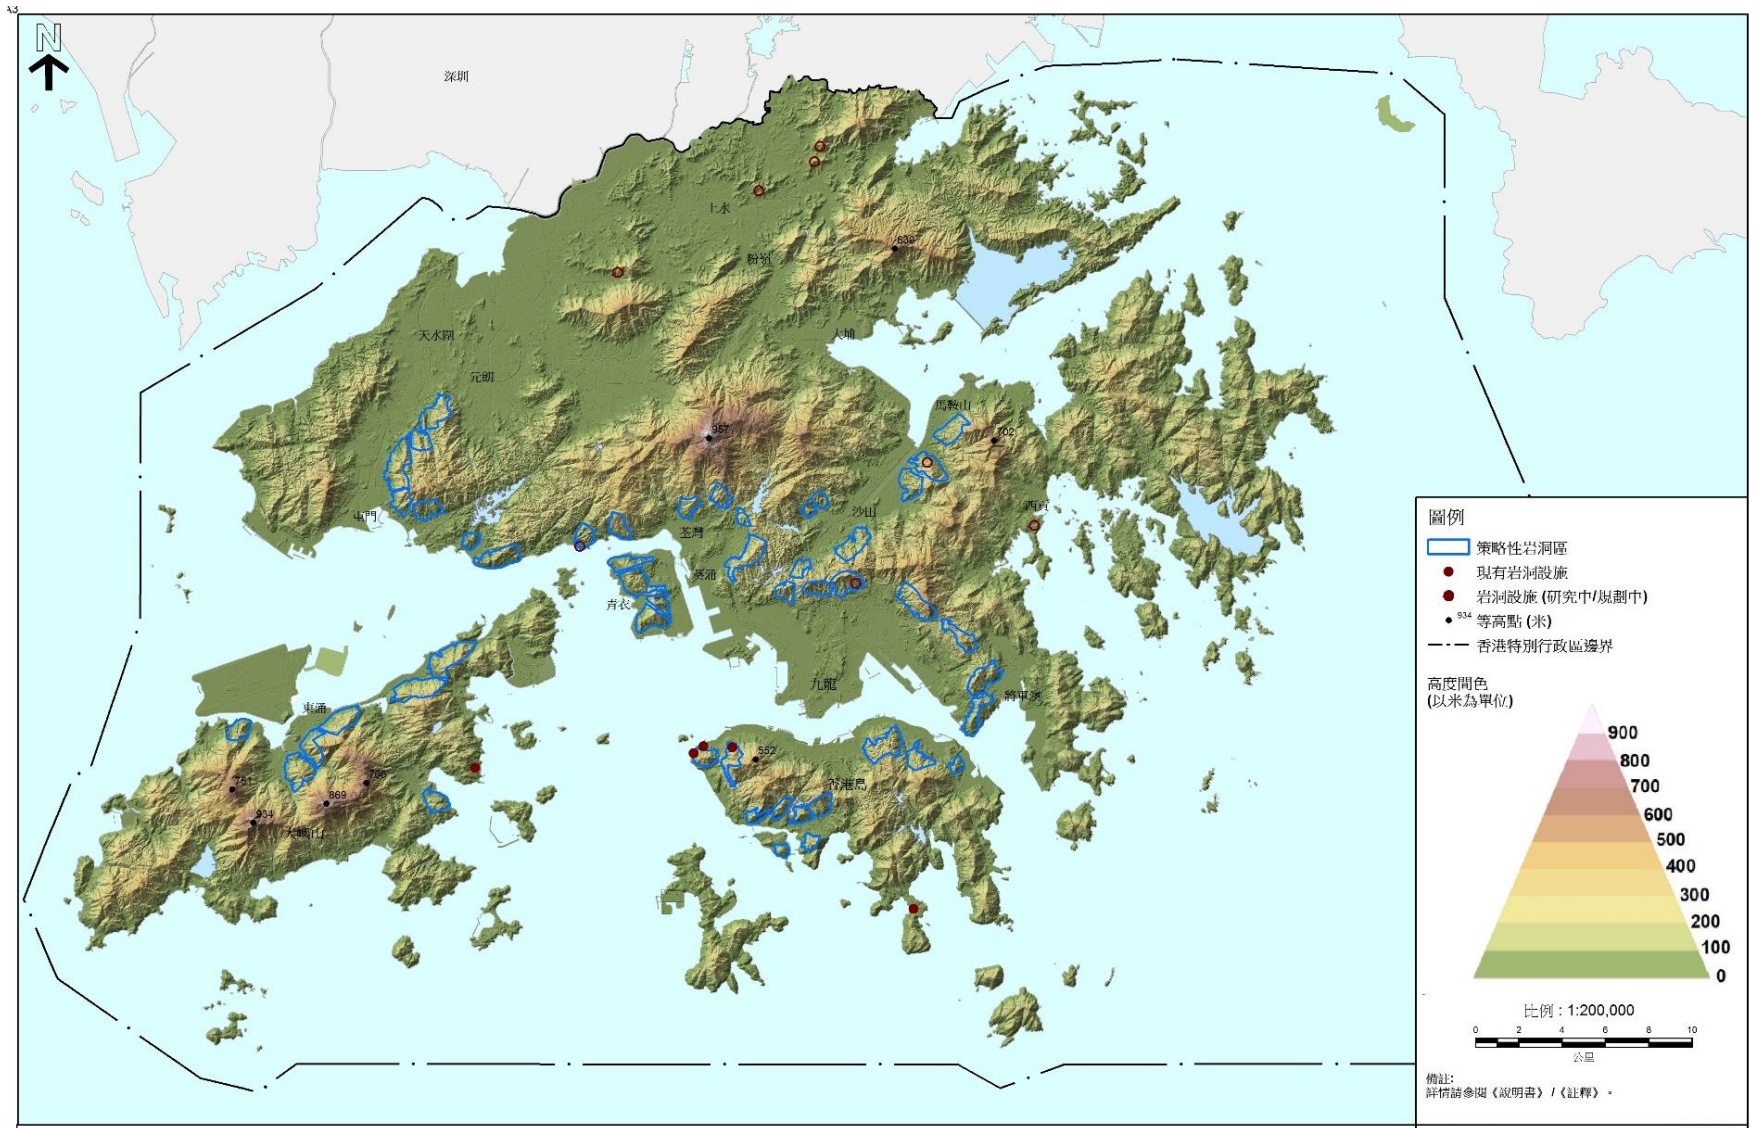 A3
N
深圳
上水
639
粉嶺
天水圍
大埔
元朗
馬鞍山
957
702
屯門
荃灣
沙田
西貢
葵涌
青衣
九龍
將軍澳
東涌
552
香港島
751
766
869
934
大嶼山
圖例
策略性岩洞區
現有岩洞設施
岩洞設施 (研究中/規劃中)
934 等高點 (米)
香港特別行政區邊界
高度間色
(以米為單位)
900
800
700
600
500
400
300
200
100
0
比例 : 1:200,000
0 2 4 6 8 10
公里
備註:
詳情請參閱《說明書》/《註釋》。